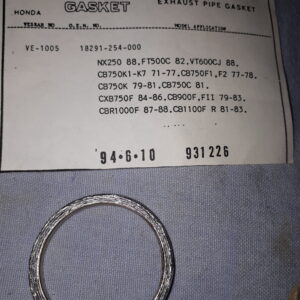 GASKET
EXHAUST PIPE GASKET
HONDA
VESRAH NO. O.E.M. NO. MODEL APPLICATION
VE-1005 18291-254-000
NX250 88.FT500C 82.VT600CJ 88.
CB750K1-K7 71-77.CB750F1,F2 77-78.
CB750K 79-81.CB750C 81.
CXB750F 84-86.CB900F,FII 79-83.
CBR1000F 87-88.CB1100F R 81-83.
'94·6·10 931226